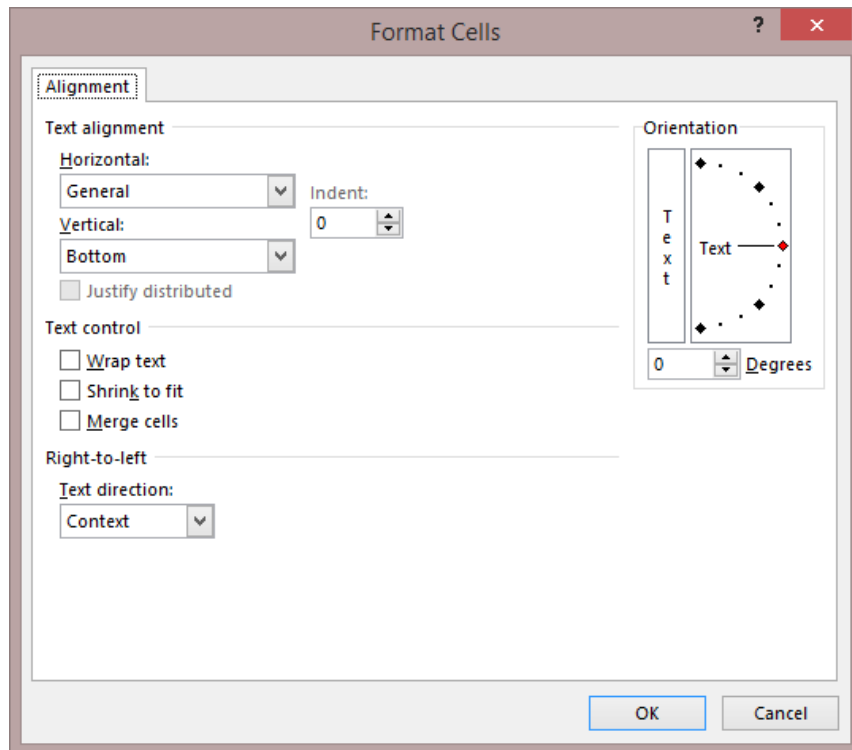 Format Cells
?
×
Alignment
Text alignment
Horizontal:
General
Indent:
0
Vertical:
Bottom
Justify distributed
Text control
Wrap text
Shrink to fit
Merge cells
Right-to-left
Text direction:
Context
Orientation
T
e
x
t
Text
0
Degrees
OK
Cancel